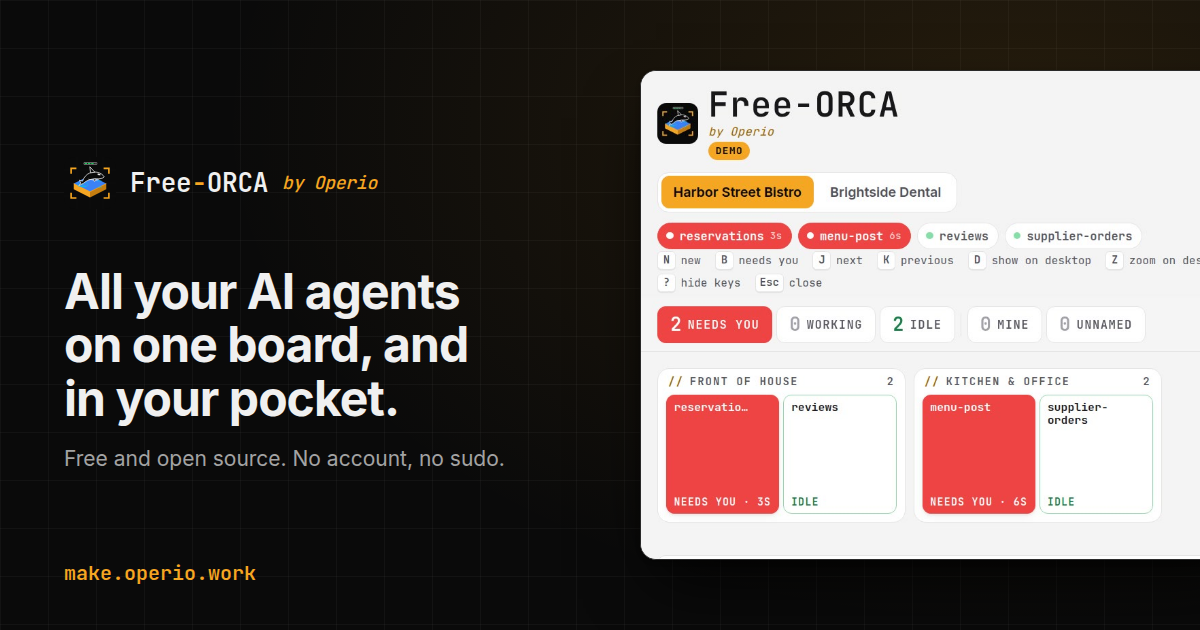 Free-ORCA by Operio
All your AI agents
on one board, and
in your pocket.
Free and open source. No account, no sudo.
make.operio.work
Free-ORCA
by Operio
DEMO
Harbor Street Bistro Brightside Dental
reservations 3s menu-post 6s reviews supplier-orders
N new B needs you J next K previous D show on desktop Z zoom on des
? hide keys Esc close
2 NEEDS YOU 0 WORKING 2 IDLE 0 MINE 0 UNNAMED
// FRONT OF HOUSE 2 // KITCHEN & OFFICE 2
reservatio… reviews menu-post supplier-
orders
NEEDS YOU · 3S IDLE NEEDS YOU · 6S IDLE